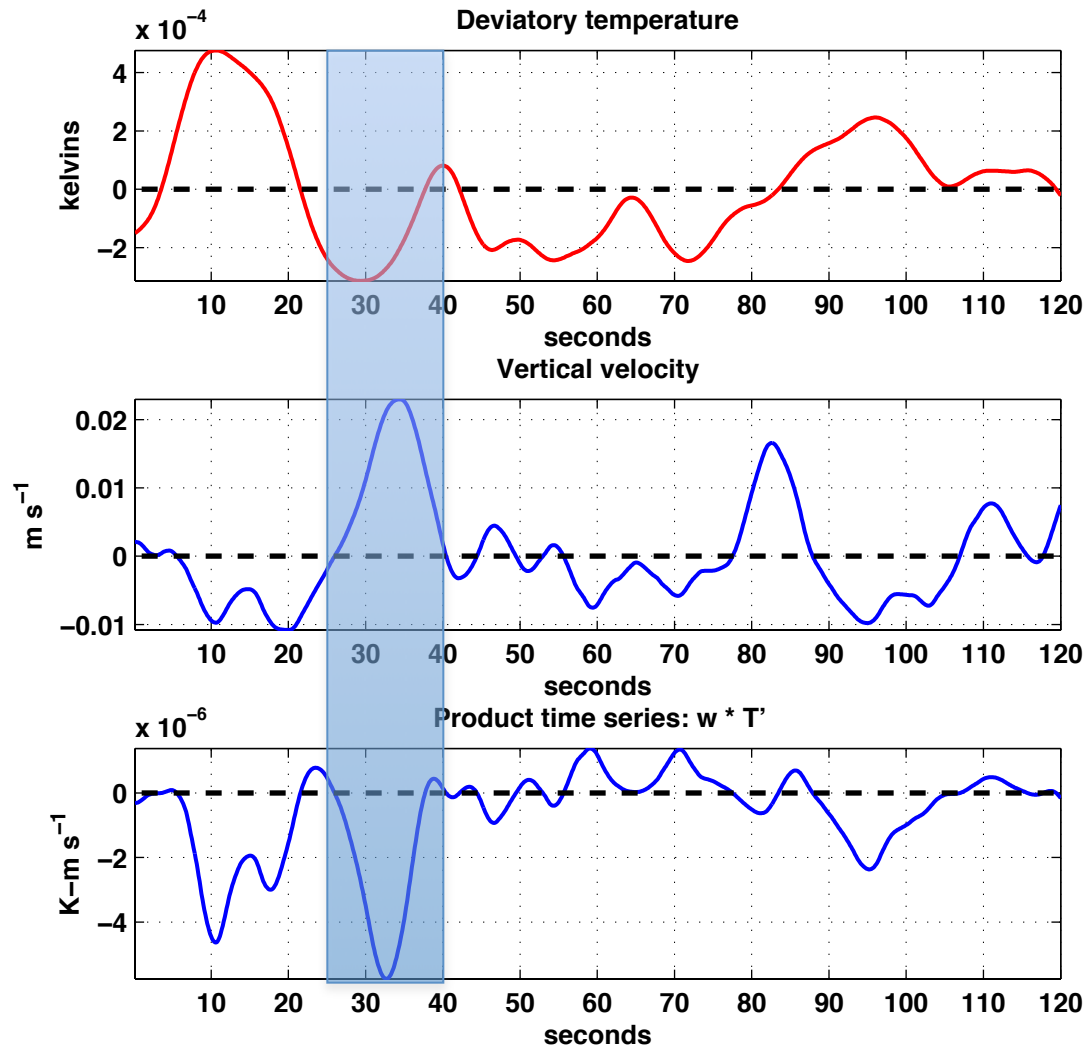 Deviatory temperature
x 10⁻⁴
kelvins
4
2
0
−2
10 20 30 40 50 60 70 80 90 100 110 120
seconds
Vertical velocity
m s⁻¹
0.02
0.01
0
−0.01
10 20 30 40 50 60 70 80 90 100 110 120
seconds
Product time series: w * T’
x 10⁻⁶
K−m s⁻¹
0
−2
−4
10 20 30 40 50 60 70 80 90 100 110 120
seconds